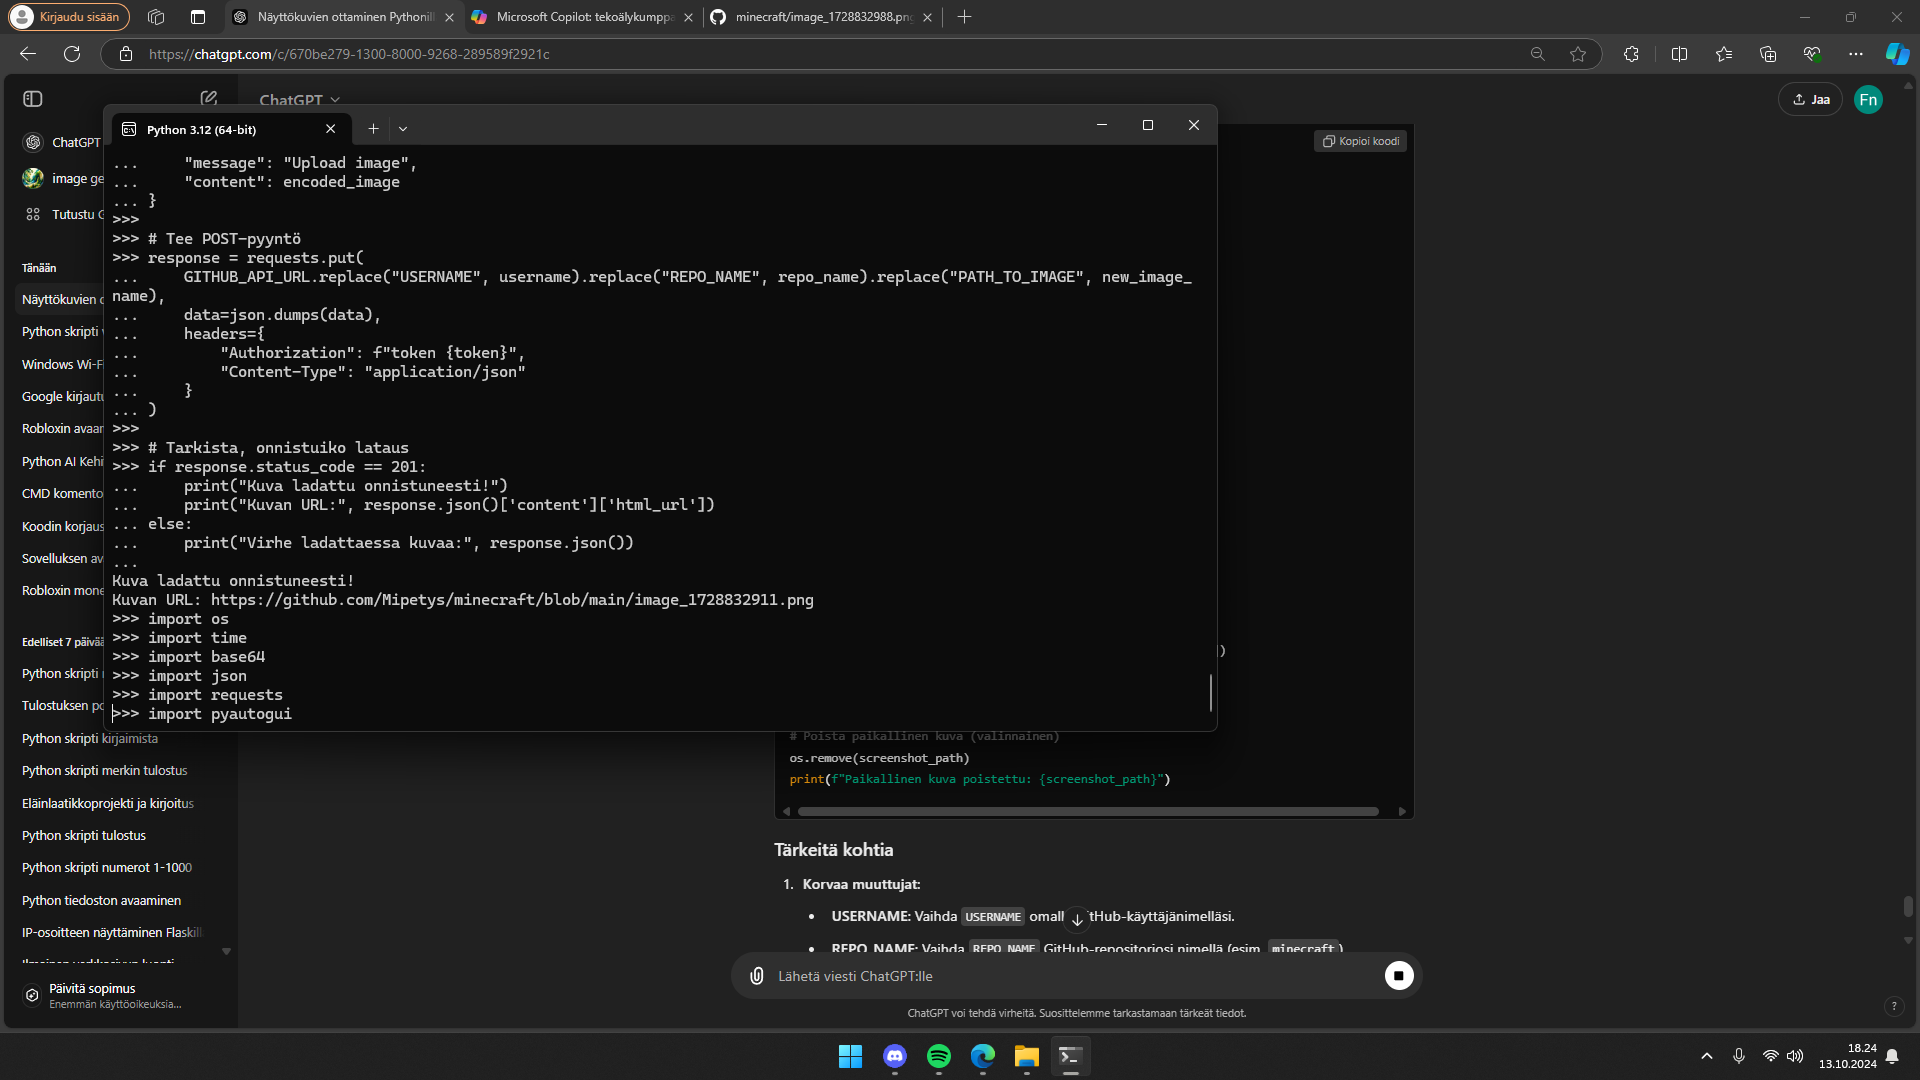 Kirjaudu sisään
Näyttökuvien ottaminen Pythonill
Microsoft Copilot: tekoälykumppa
minecraft/image_1728832988.png
https://chatgpt.com/c/670be279-1300-8000-9268-289589f2921c
ChatGPT
Jaa
Fn
ChatGPT
image ge
Tutustu G
Tänään
Näyttökuvien o
Python skripti v
Windows Wi-F
Google kirjautu
Robloxin avaar
Python AI Kehi
CMD komento
Koodin korjaus
Sovelluksen av
Robloxin mone
Edelliset 7 päivää
Python skripti r
Tulostuksen po
Python skripti kirjaimista
Python skripti merkin tulostus
Eläinlaatikkoprojekti ja kirjoitus
Python skripti tulostus
Python skripti numerot 1-1000
Python tiedoston avaaminen
IP-osoitteen näyttäminen Flaskill
Ilmainen verkkosivun luonti
Päivitä sopimus
Enemmän käyttöoikeuksia...
Python 3.12 (64-bit)
...     "message": "Upload image",
...     "content": encoded_image
... }
>>>
>>> # Tee POST-pyyntö
>>> response = requests.put(
...     GITHUB_API_URL.replace("USERNAME", username).replace("REPO_NAME", repo_name).replace("PATH_TO_IMAGE", new_image_
name),
...     data=json.dumps(data),
...     headers={
...         "Authorization": f"token {token}",
...         "Content-Type": "application/json"
...     }
... )
>>>
>>> # Tarkista, onnistuiko lataus
>>> if response.status_code == 201:
...     print("Kuva ladattu onnistuneesti!")
...     print("Kuvan URL:", response.json()['content']['html_url'])
... else:
...     print("Virhe ladattaessa kuvaa:", response.json())
...
Kuva ladattu onnistuneesti!
Kuvan URL: https://github.com/Mipetys/minecraft/blob/main/image_1728832911.png
>>> import os
>>> import time
>>> import base64
>>> import json
>>> import requests
>>> import pyautogui
Kopioi koodi
])
# Poista paikallinen kuva (valinnainen)
os.remove(screenshot_path)
print(f"Paikallinen kuva poistettu: {screenshot_path}")
Tärkeitä kohtia
1. Korvaa muuttujat:
• USERNAME: Vaihda USERNAME omall itHub-käyttäjänimelläsi.
• REPO_NAME: Vaihda REPO_NAME GitHub-repositoriosi nimellä (esim. minecraft)
Lähetä viesti ChatGPT:lle
ChatGPT voi tehdä virheitä. Suosittelemme tarkastamaan tärkeät tiedot.
?
18.24
13.10.2024